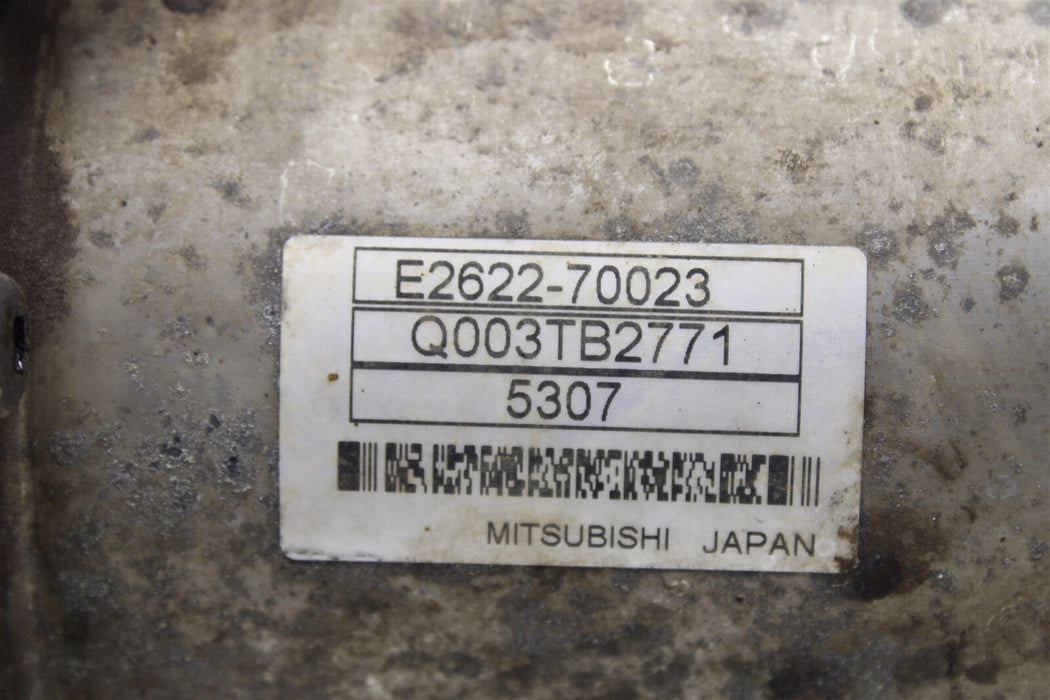 E2622-70023
Q003TB2771
5307
MITSUBISHI JAPAN